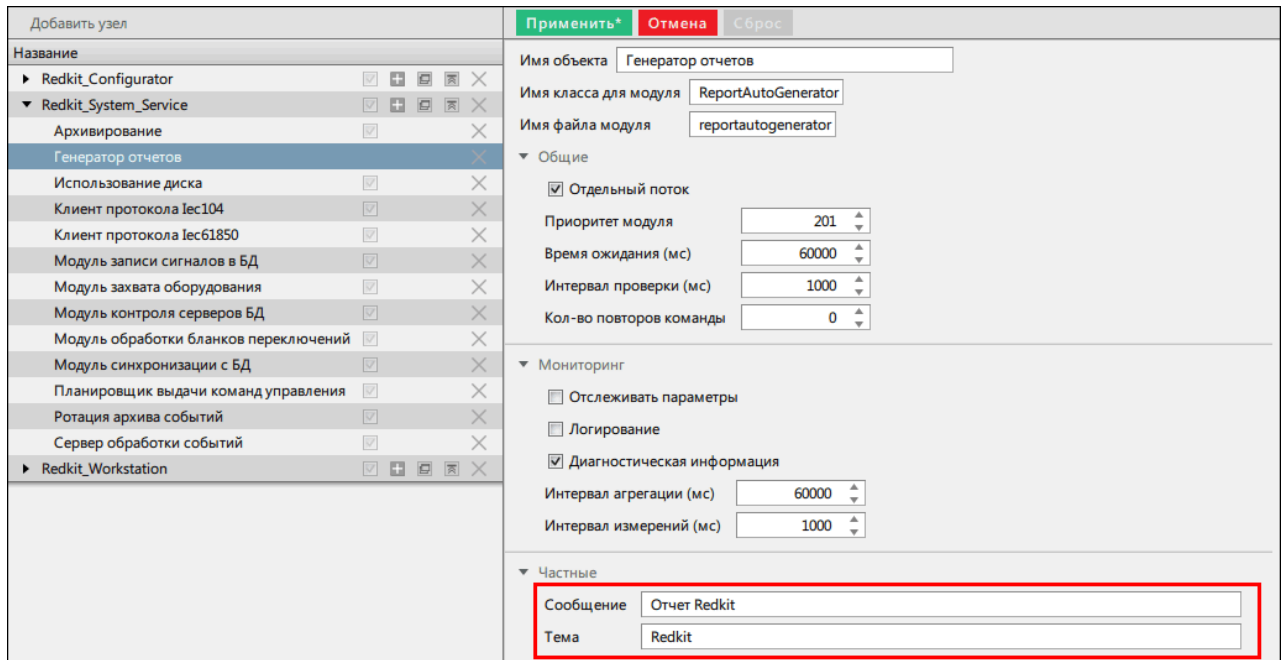 Добавить узел
Название
Redkit_Configurator
Redkit_System_Service
Архивирование
Генератор отчетов
Использование диска
Клиент протокола Iec104
Клиент протокола Iec61850
Модуль записи сигналов в БД
Модуль захвата оборудования
Модуль контроля серверов БД
Модуль обработки бланков переключений
Модуль синхронизации с БД
Планировщик выдачи команд управления
Ротация архива событий
Сервер обработки событий
Redkit_Workstation
Применить* Отмена Сброс
Имя объекта Генератор отчетов
Имя класса для модуля ReportAutoGenerator
Имя файла модуля reportautogenerator
Общие
Отдельный поток
Приоритет модуля 201
Время ожидания (мс) 60000
Интервал проверки (мс) 1000
Кол-во повторов команды 0
Мониторинг
Отслеживать параметры
Логирование
Диагностическая информация
Интервал агрегации (мс) 60000
Интервал измерений (мс) 1000
Частные
Сообщение Отчет Redkit
Тема Redkit